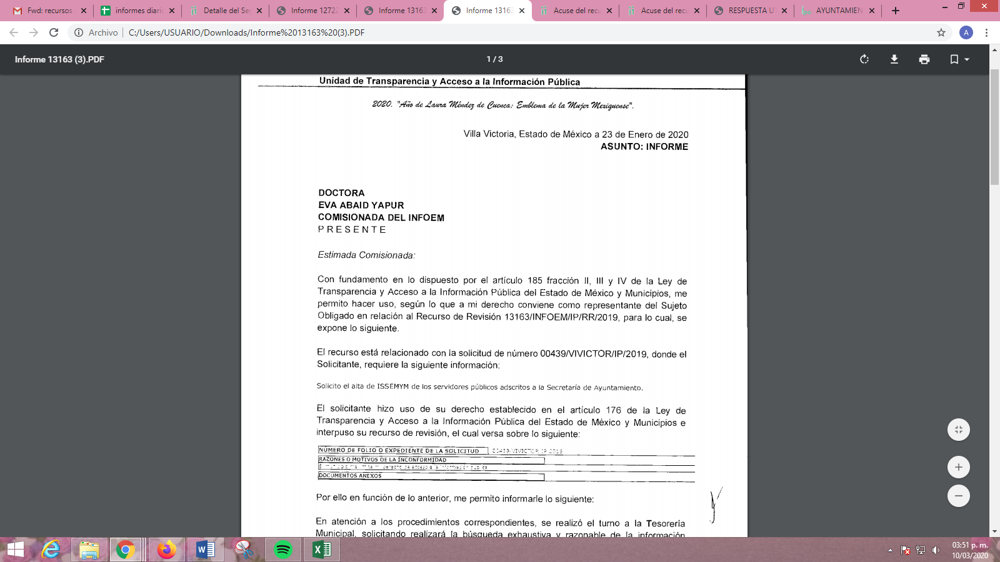 Fwd: recursos
informes diari
Detalle del Se
Informe 1272
Informe 13163
Informe 1316
Acuse del recu
Acuse del recu
RESPUESTA U
AYUNTAMIEN
Archivo
C:/Users/USUARIO/Downloads/Informe%2013163%20(3).PDF
A
Informe 13163 (3).PDF
1 / 3
Unidad de Transparencia y Acceso a la Información Pública
2020. "Año de Laura Méndez de Cuenca; Emblema de la Mujer Mexiquense".
Villa Victoria, Estado de México a 23 de Enero de 2020
ASUNTO: INFORME
DOCTORA
EVA ABAID YAPUR
COMISIONADA DEL INFOEM
P R E S E N T E
Estimada Comisionada:
Con fundamento en lo dispuesto por el artículo 185 fracción II, III y IV de la Ley de
Transparencia y Acceso a la Información Pública del Estado de México y Municipios, me
permito hacer uso, según lo que a mi derecho conviene como representante del Sujeto
Obligado en relación al Recurso de Revisión 13163/INFOEM/IP/RR/2019, para lo cual, se
expone lo siguiente.
El recurso está relacionado con la solicitud de número 00439/VIVICTOR/IP/2019, donde el
Solicitante, requiere la siguiente información:
Solicito el alta de ISSEMYM de los servidores públicos adscritos a la Secretaría de Ayuntamiento.
El solicitante hizo uso de su derecho establecido en el artículo 176 de la Ley de
Transparencia y Acceso a la Información Pública del Estado de México y Municipios e
interpuso su recurso de revisión, el cual versa sobre lo siguiente:
NÚMERO DE FOLIO O EXPEDIENTE DE LA SOLICITUD 00439/VIVICTOR/IP/2019
RAZONES O MOTIVOS DE LA INCONFORMIDAD
derecho de acceso a la información pública
DOCUMENTOS ANEXOS
Por ello en función de lo anterior, me permito informarle lo siguiente:
En atención a los procedimientos correspondientes, se realizó el turno a la Tesorería
Municipal, solicitando realizará la búsqueda exhaustiva y razonable de la información
03:51 p. m.
10/03/2020